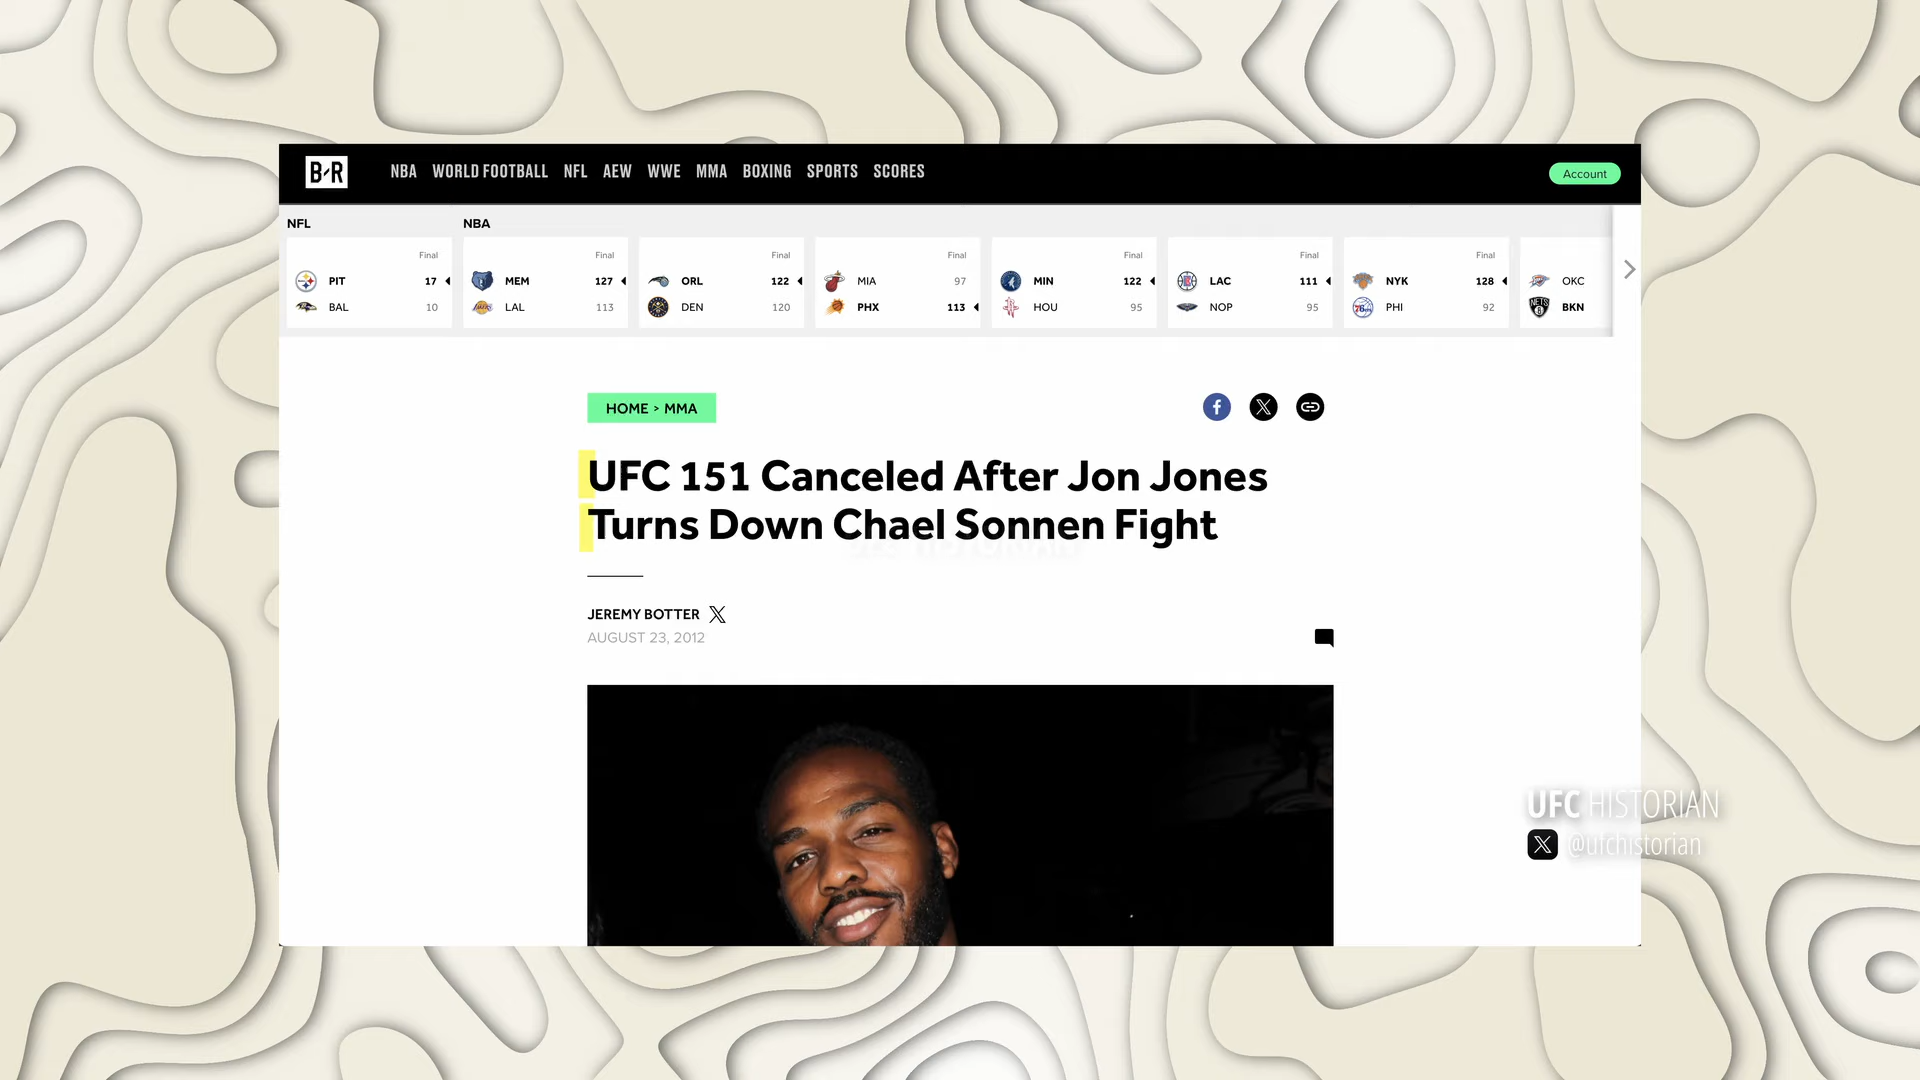 B/R NBA WORLD FOOTBALL NFL AEW WWE MMA BOXING SPORTS SCORES Account
NFL NBA
Final Final Final Final Final Final Final
PIT 17 MEM 127 ORL 122 MIA 97 MIN 122 LAC 111 NYK 128 OKC
BAL 10 LAL 113 DEN 120 PHX 113 HOU 95 NOP 95 PHI 92 BKN
HOME > MMA
UFC 151 Canceled After Jon Jones
Turns Down Chael Sonnen Fight
JEREMY BOTTER
AUGUST 23, 2012
UFC HISTORIAN
@ufchistorian